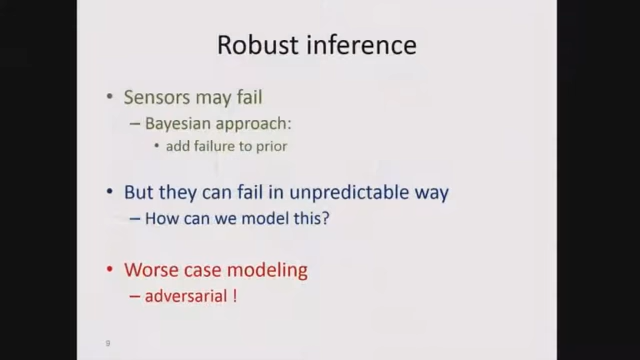 Robust inference
• Sensors may fail
– Bayesian approach:
• add failure to prior
• But they can fail in unpredictable way
– How can we model this?
• Worse case modeling
– adversarial !
9